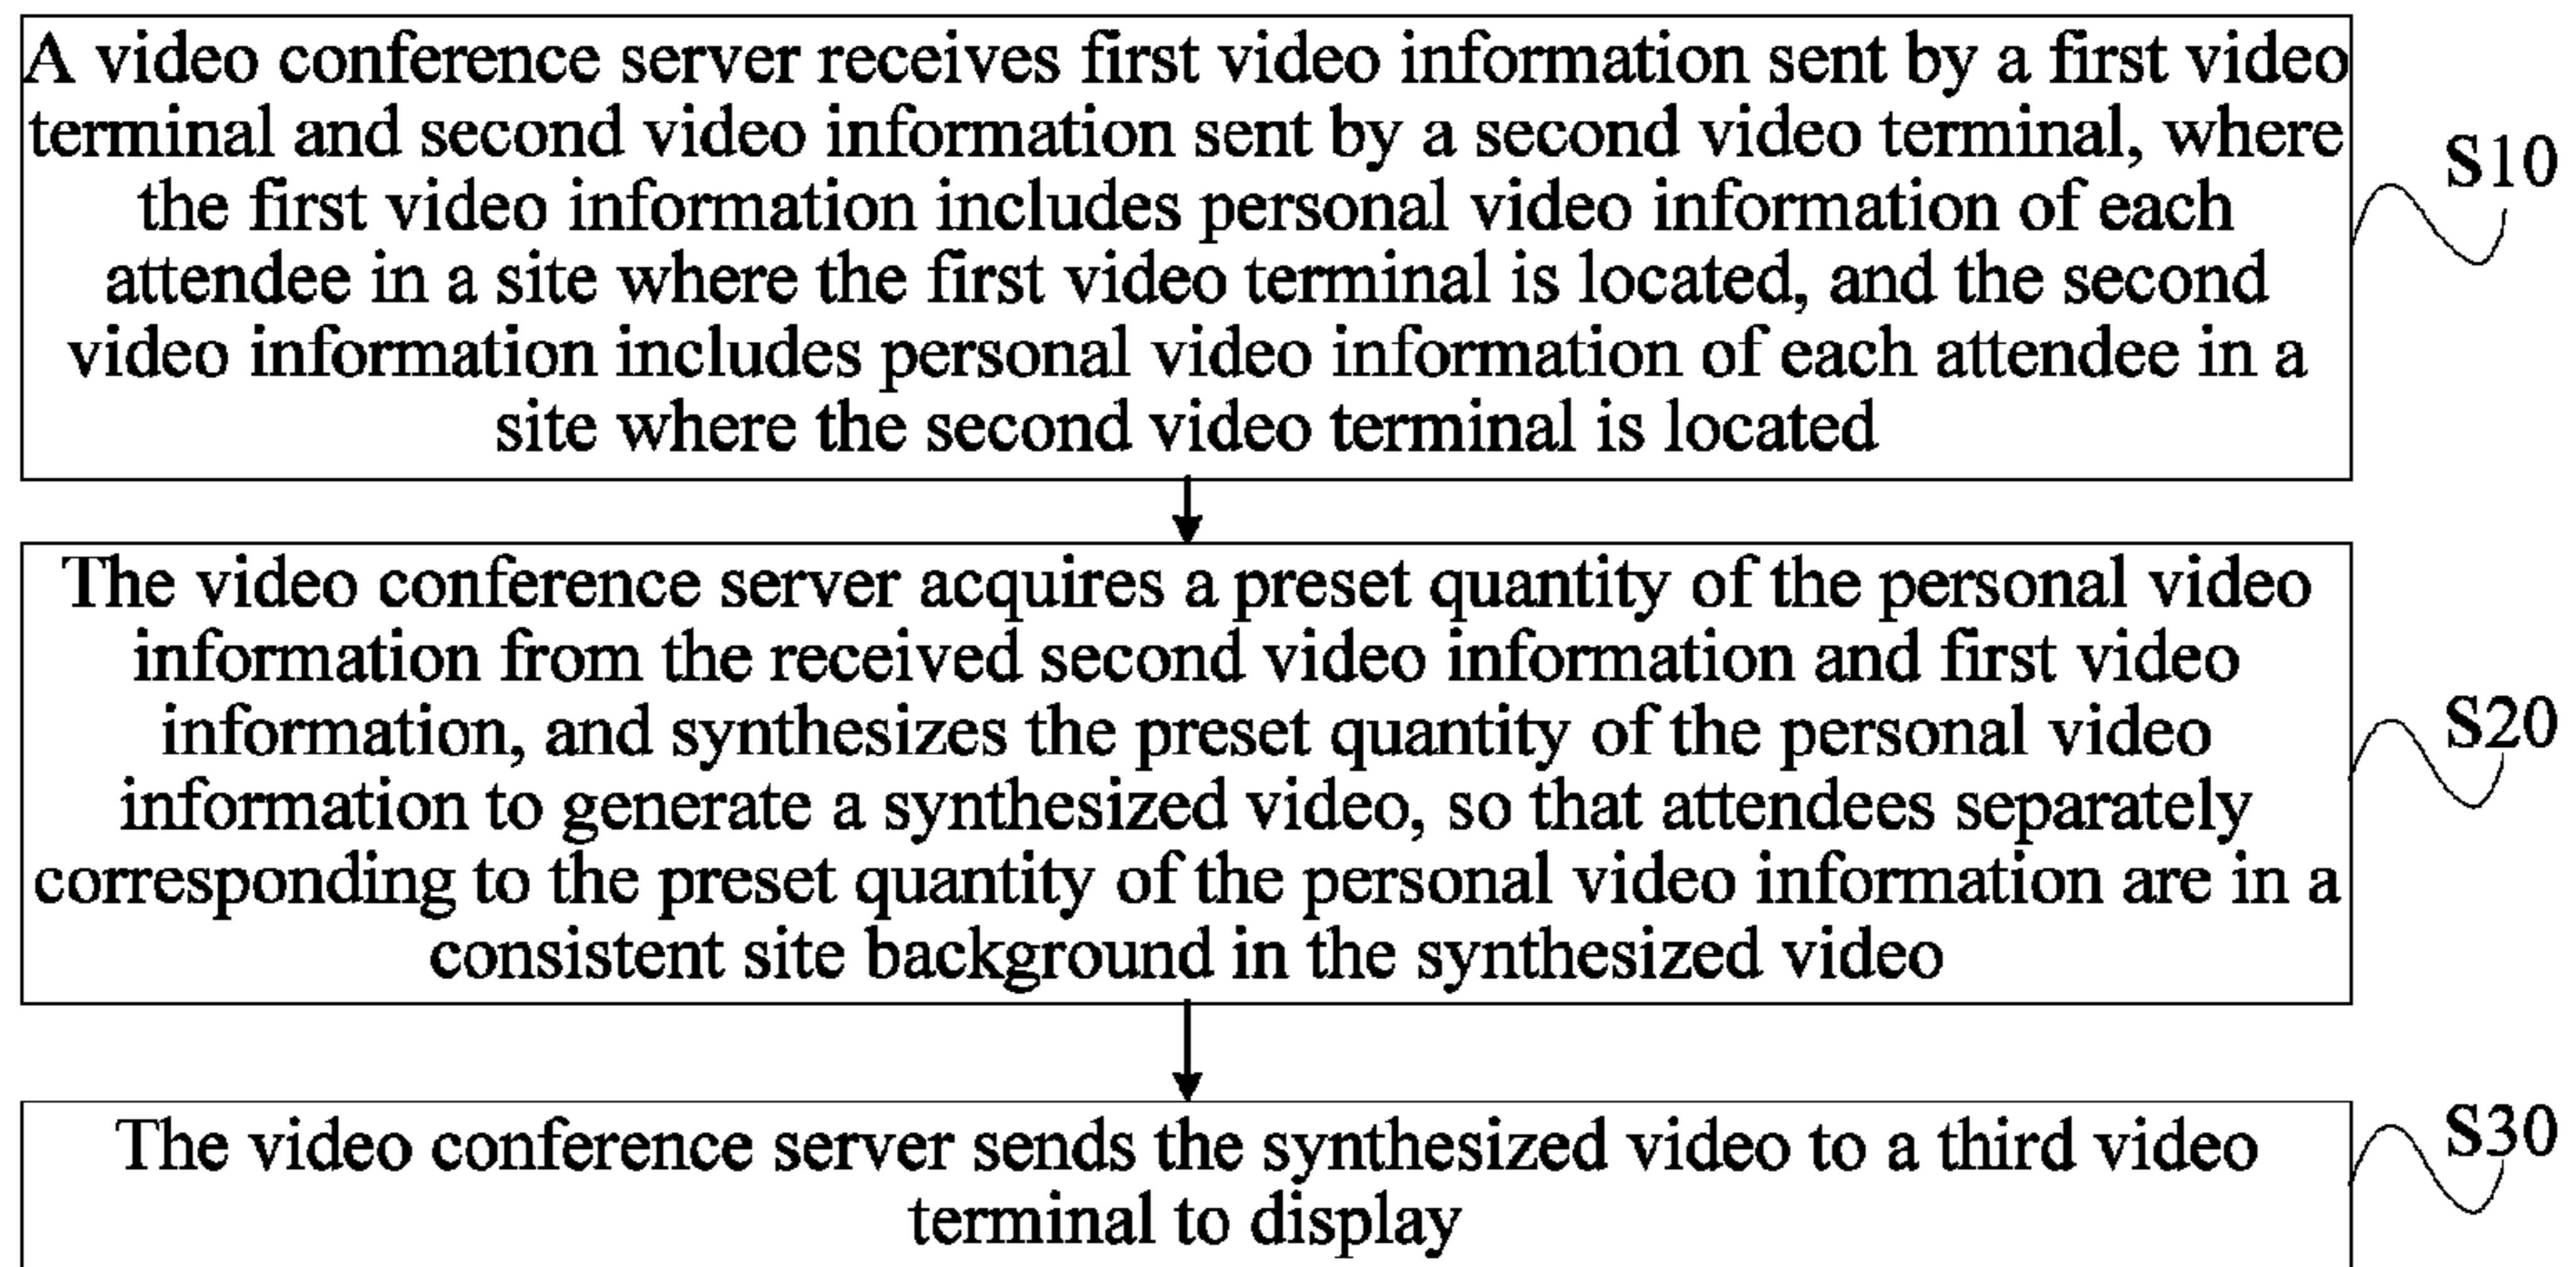 A video conference server receives first video information sent by a first video
terminal and second video information sent by a second video terminal, where
the first video information includes personal video information of each
attendee in a site where the first video terminal is located, and the second
video information includes personal video information of each attendee in a
site where the second video terminal is located
S10
The video conference server acquires a preset quantity of the personal video
information from the received second video information and first video
information, and synthesizes the preset quantity of the personal video
information to generate a synthesized video, so that attendees separately
corresponding to the preset quantity of the personal video information are in a
consistent site background in the synthesized video
S20
The video conference server sends the synthesized video to a third video
terminal to display
S30